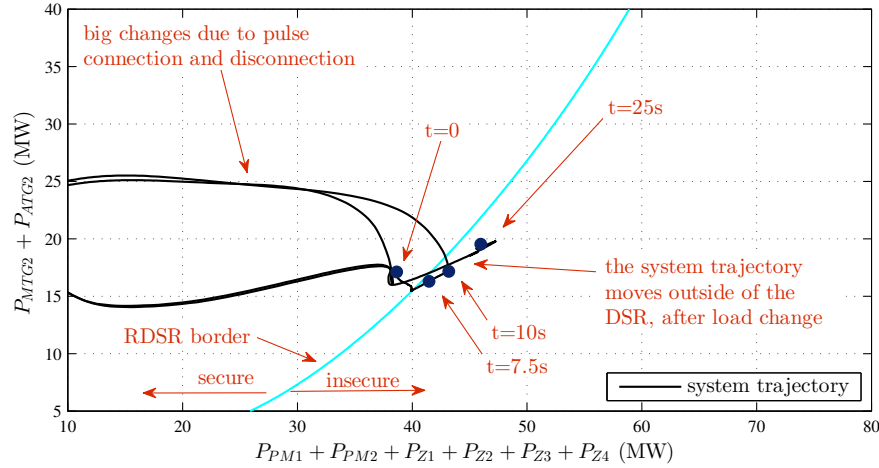 40
35
30
25
20
15
10
5
10
20
30
40
50
60
70
80
P_{MTG2} + P_{ATG2} (MW)
P_{PM1} + P_{PM2} + P_{Z1} + P_{Z2} + P_{Z3} + P_{Z4} (MW)
big changes due to pulse
connection and disconnection
t=0
t=25s
the system trajectory
moves outside of the
DSR, after load change
t=10s
t=7.5s
RDSR border
secure
insecure
system trajectory